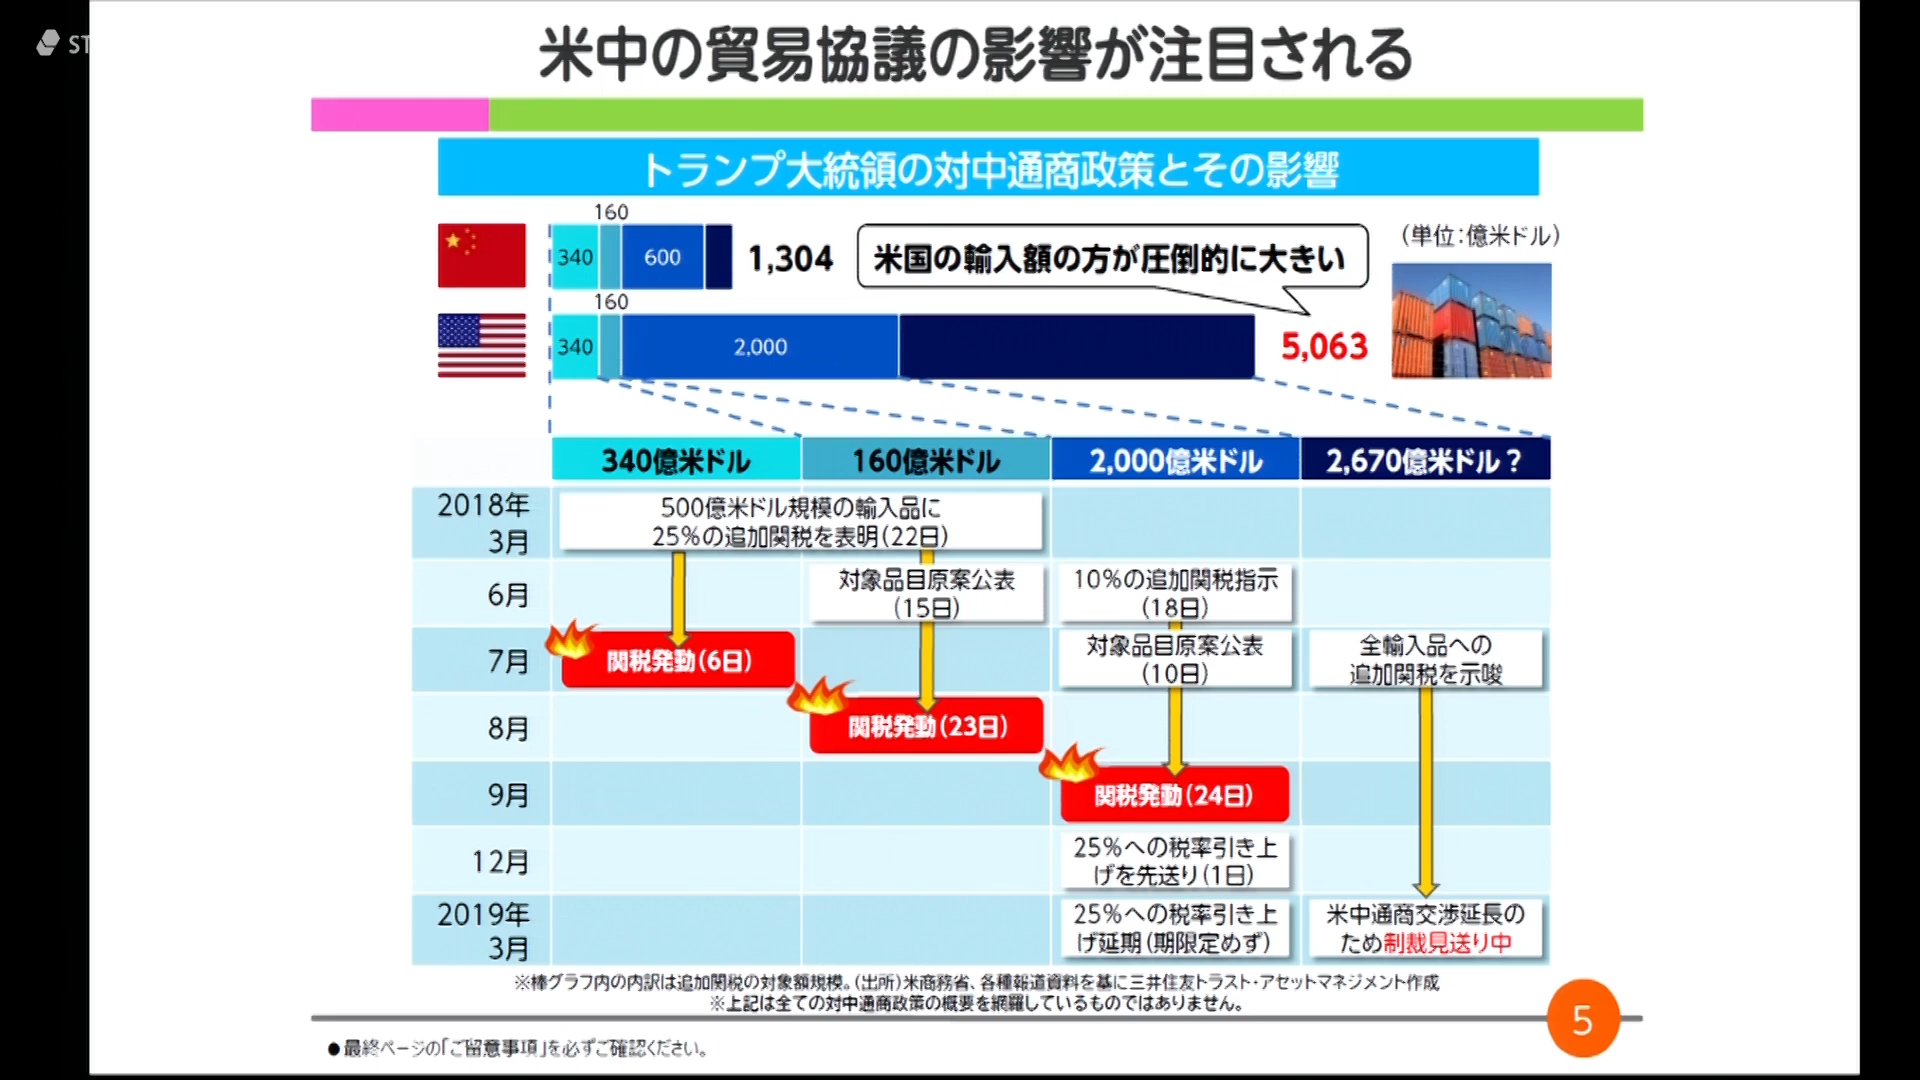 ST
米中の貿易協議の影響が注目される
トランプ大統領の対中通商政策とその影響
160
340 600 1,304
米国の輸入額の方が圧倒的に大きい
(単位:億米ドル)
160
340 2,000 5,063
340億米ドル 160億米ドル 2,000億米ドル 2,670億米ドル?
2018年
3月
500億米ドル規模の輸入品に
25%の追加関税を表明(22日)
6月
対象品目原案公表
(15日)
10%の追加関税指示
(18日)
7月
関税発動(6日)
対象品目原案公表
(10日)
全輸入品への
追加関税を示唆
8月
関税発動(23日)
9月
関税発動(24日)
12月
25%への税率引き上
げを先送り(1日)
2019年
3月
25%への税率引き上
げ延期(期限定めず)
米中通商交渉延長の
ため制裁見送り中
※棒グラフ内の内訳は追加関税の対象額規模。(出所)米商務省、各種報道資料を基に三井住友トラスト・アセットマネジメント作成
※上記は全ての対中通商政策の概要を網羅しているものではありません。
5
●最終ページの「ご留意事項」を必ずご確認ください。